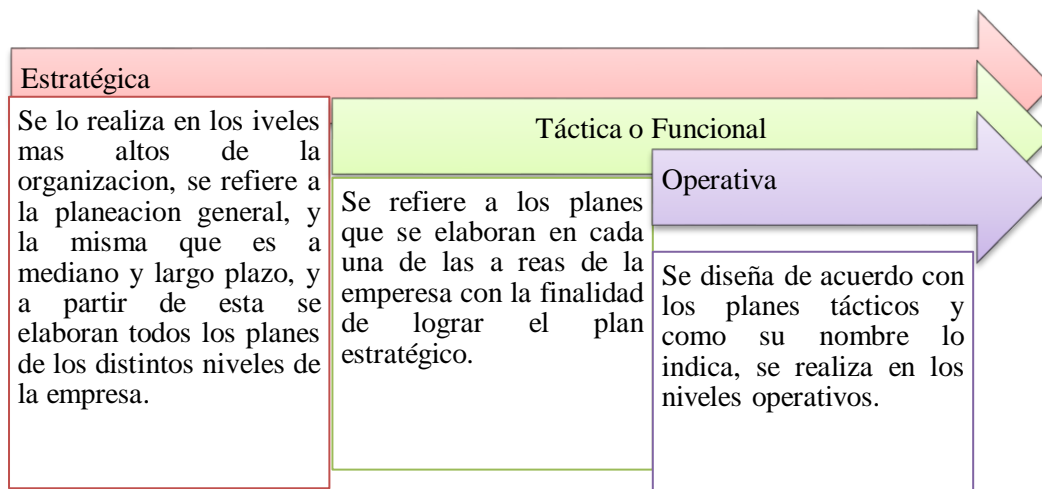 Estratégica
Se lo realiza en los iveles
mas altos de la
organizacion, se refiere a
la planeacion general, y
la misma que es a
mediano y largo plazo, y
a partir de esta se
elaboran todos los planes
de los distintos niveles de
la empresa.
Táctica o Funcional
Se refiere a los planes
que se elaboran en cada
una de las a reas de la
emperesa con la finalidad
de lograr el plan
estratégico.
Operativa
Se diseña de acuerdo con
los planes tácticos y
como su nombre lo
indica, se realiza en los
niveles operativos.